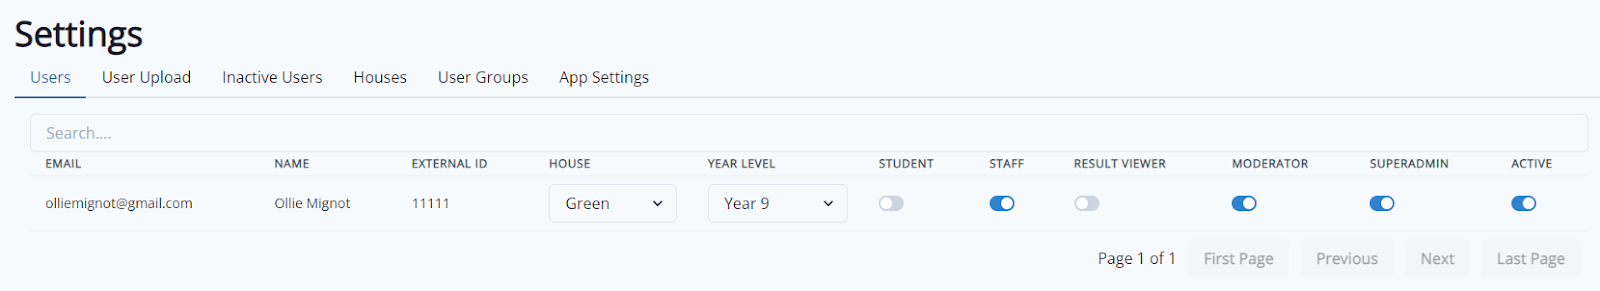 Settings
Users User Upload Inactive Users Houses User Groups App Settings
Search....
EMAIL NAME EXTERNAL ID HOUSE YEAR LEVEL STUDENT STAFF RESULT VIEWER MODERATOR SUPERADMIN ACTIVE
olliemignot@gmail.com Ollie Mignot 11111 Green Year 9
Page 1 of 1 First Page Previous Next Last Page